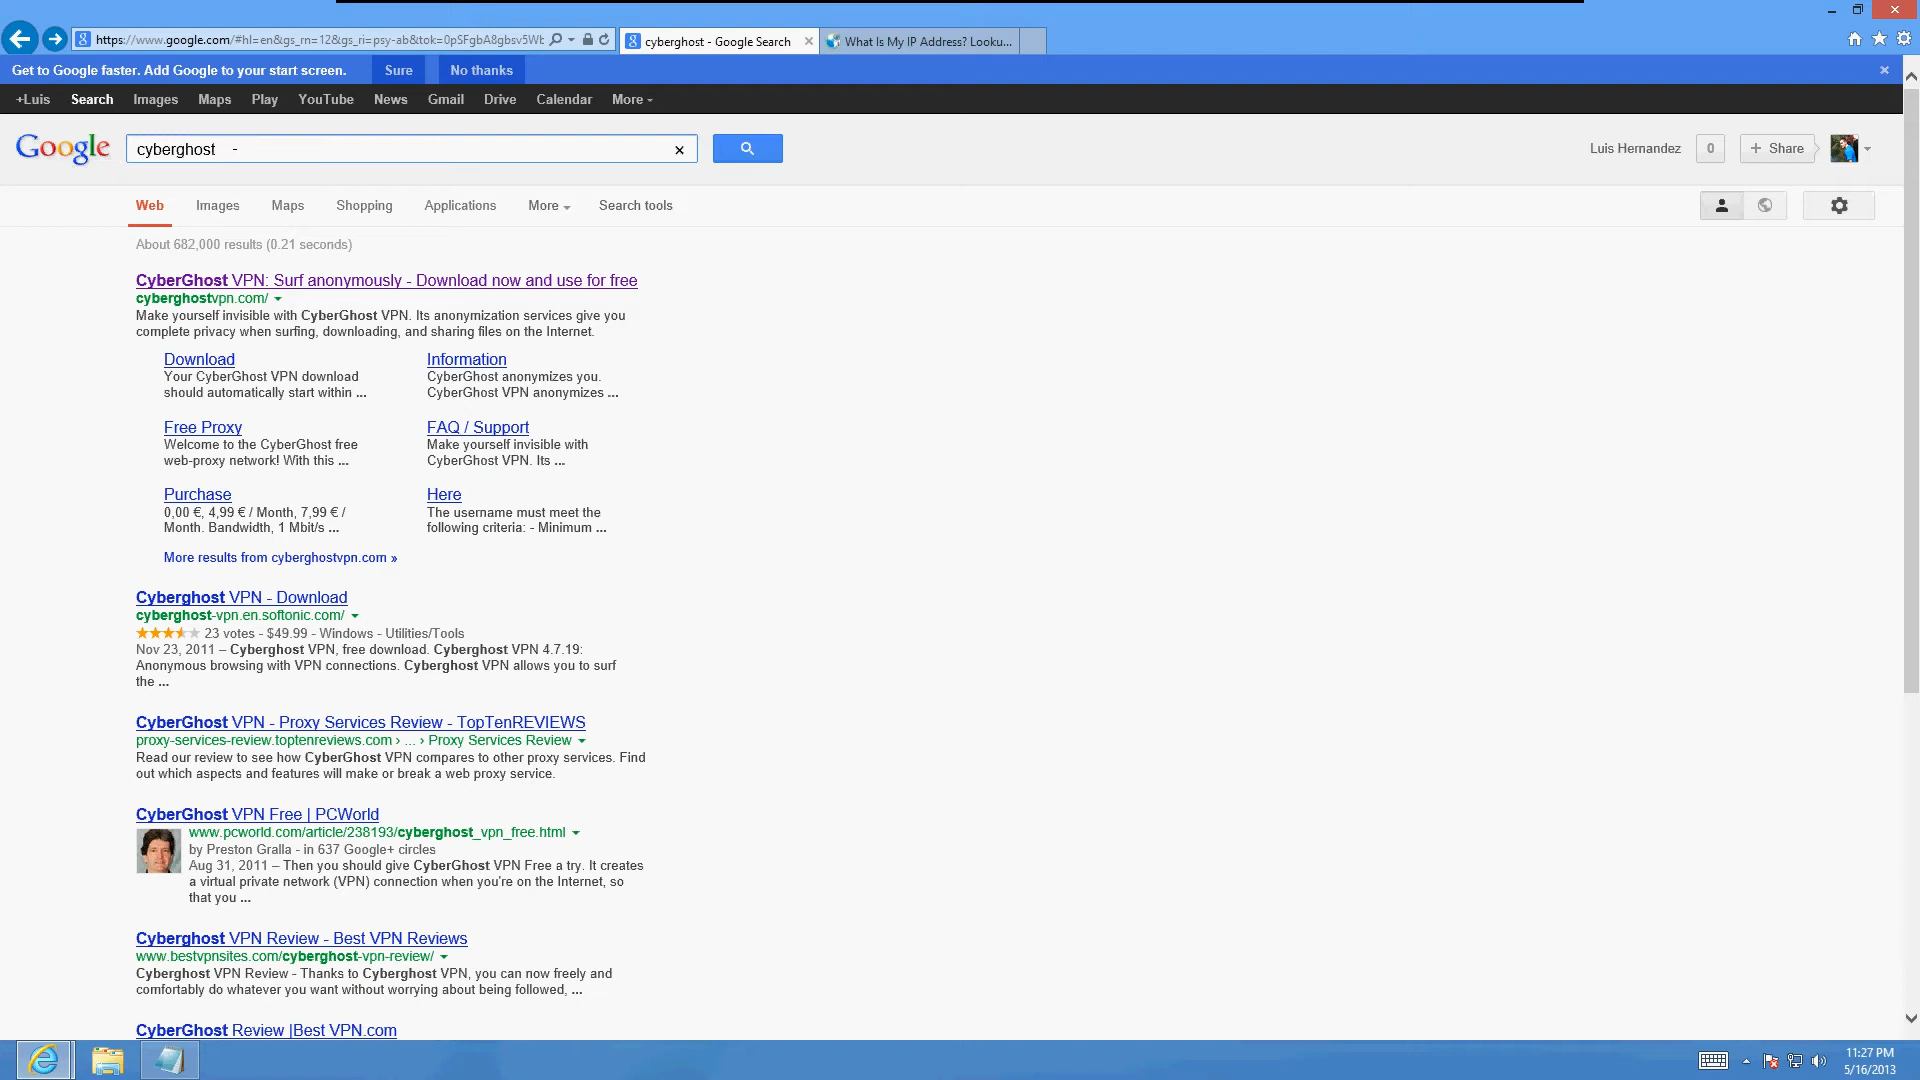 https://www.google.com/#hl=en&gs_rn=12&gs_ri=psy-ab&tok=0pSFgbA8gbsv5Wb
cyberghost - Google Search
What Is My IP Address? Looku...
Get to Google faster. Add Google to your start screen.
Sure
No thanks
+Luis Search Images Maps Play YouTube News Gmail Drive Calendar More
Google
cyberghost -
Luis Hernandez
0
+ Share
Web Images Maps Shopping Applications More Search tools
About 682,000 results (0.21 seconds)
CyberGhost VPN: Surf anonymously - Download now and use for free
cyberghostvpn.com/
Make yourself invisible with CyberGhost VPN. Its anonymization services give you
complete privacy when surfing, downloading, and sharing files on the Internet.
Download
Your CyberGhost VPN download
should automatically start within ...
Information
CyberGhost anonymizes you.
CyberGhost VPN anonymizes ...
Free Proxy
Welcome to the CyberGhost free
web-proxy network! With this ...
FAQ / Support
Make yourself invisible with
CyberGhost VPN. Its ...
Purchase
0,00 €, 4,99 € / Month, 7,99 € /
Month. Bandwidth, 1 Mbit/s ...
Here
The username must meet the
following criteria: - Minimum ...
More results from cyberghostvpn.com »
Cyberghost VPN - Download
cyberghost-vpn.en.softonic.com/
23 votes - $49.99 - Windows - Utilities/Tools
Nov 23, 2011 – Cyberghost VPN, free download. Cyberghost VPN 4.7.19:
Anonymous browsing with VPN connections. Cyberghost VPN allows you to surf
the ...
CyberGhost VPN - Proxy Services Review - TopTenREVIEWS
proxy-services-review.toptenreviews.com › ... › Proxy Services Review
Read our review to see how CyberGhost VPN compares to other proxy services. Find
out which aspects and features will make or break a web proxy service.
CyberGhost VPN Free | PCWorld
www.pcworld.com/article/238193/cyberghost_vpn_free.html
by Preston Gralla - in 637 Google+ circles
Aug 31, 2011 – Then you should give CyberGhost VPN Free a try. It creates
a virtual private network (VPN) connection when you're on the Internet, so
that you ...
Cyberghost VPN Review - Best VPN Reviews
www.bestvpnsites.com/cyberghost-vpn-review/
Cyberghost VPN Review - Thanks to Cyberghost VPN, you can now freely and
comfortably do whatever you want without worrying about being followed, ...
CyberGhost Review |Best VPN.com
11:27 PM
5/16/2013